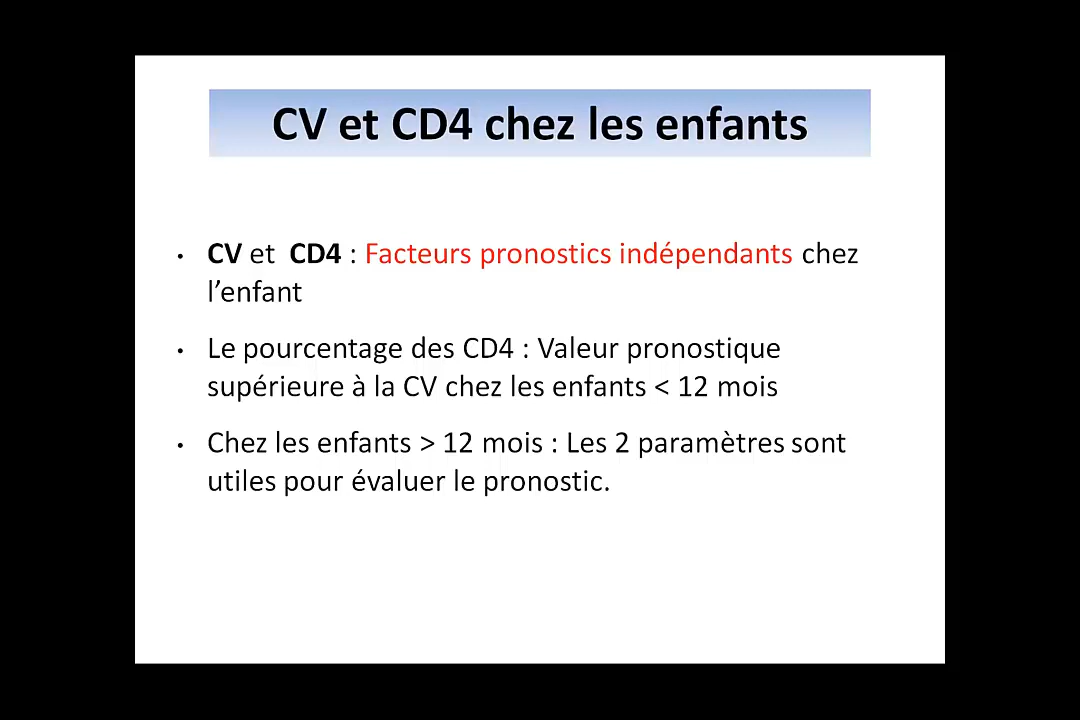 CV et CD4 chez les enfants
• CV et CD4 : Facteurs pronostics indépendants chez
l’enfant
• Le pourcentage des CD4 : Valeur pronostique
supérieure à la CV chez les enfants < 12 mois
• Chez les enfants > 12 mois : Les 2 paramètres sont
utiles pour évaluer le pronostic.